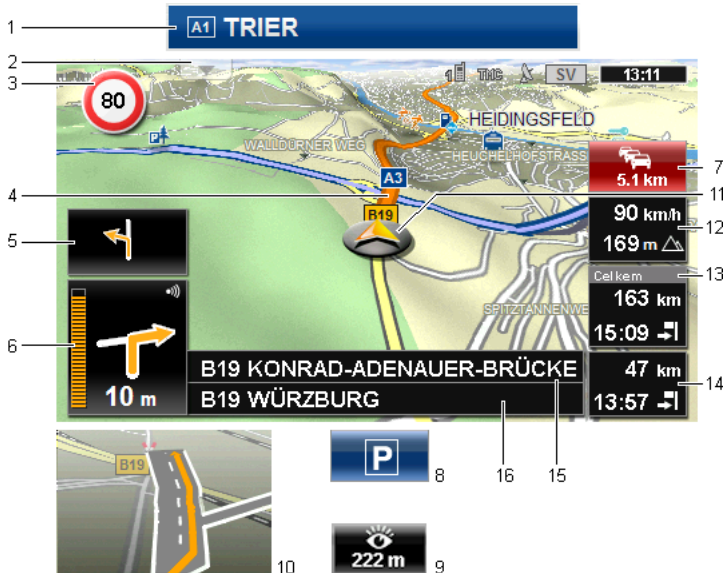 1
A1 TRIER
2
3
80
TMC
SV
13:11
HEIDINGSFELD
WALLDÜRNER WEG
HEUCHELHOFSTRASS
5.1 km
7
4
A3
11
B19
90 km/h
169 m
12
5
Celkem
13
163 km
15:09
SPITZTANNENWE
6
10 m
B19 KONRAD-ADENAUER-BRÜCKE
B19 WÜRZBURG
47 km
13:57
14
16
15
B19
10
P
8
222 m
9